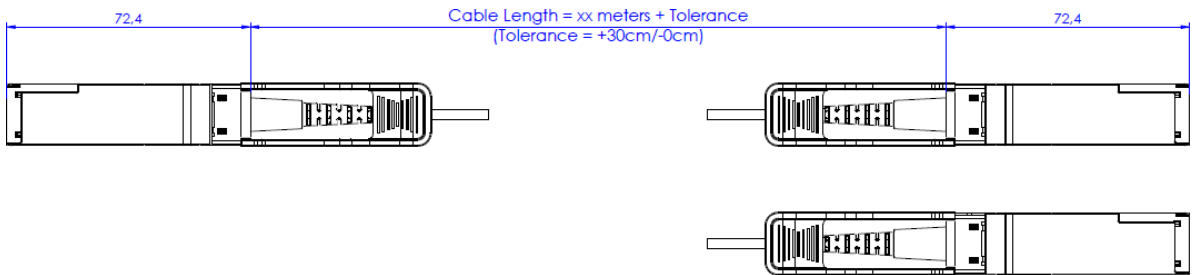 72,4
Cable Length = xx meters + Tolerance
72,4
(Tolerance = +30cm/-0cm)